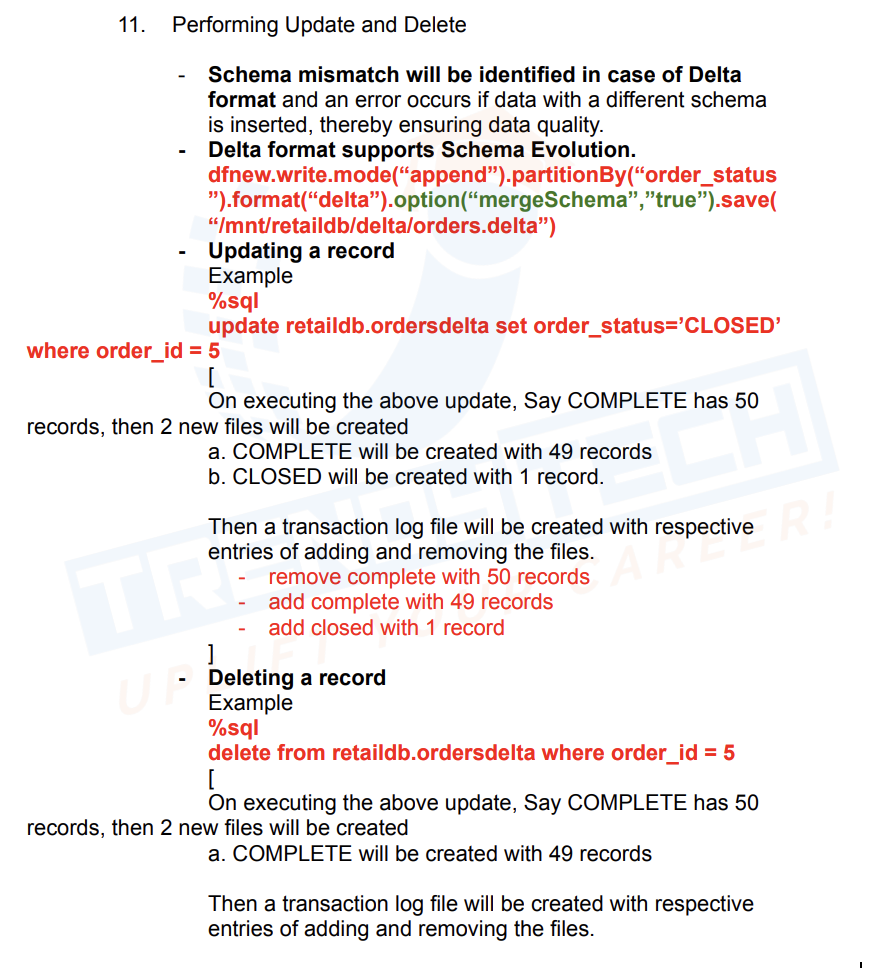 11. Performing Update and Delete
- Schema mismatch will be identified in case of Delta
format and an error occurs if data with a different schema
is inserted, thereby ensuring data quality.
- Delta format supports Schema Evolution.
dfnew.write.mode(“append”).partitionBy(“order_status
”).format(“delta”).option(“mergeSchema”,”true”).save(
“/mnt/retaildb/delta/orders.delta”)
- Updating a record
Example
%sql
update retaildb.ordersdelta set order_status=’CLOSED’
where order_id = 5
[
On executing the above update, Say COMPLETE has 50
records, then 2 new files will be created
a. COMPLETE will be created with 49 records
b. CLOSED will be created with 1 record.
Then a transaction log file will be created with respective
entries of adding and removing the files.
- remove complete with 50 records
- add complete with 49 records
- add closed with 1 record
]
- Deleting a record
Example
%sql
delete from retaildb.ordersdelta where order_id = 5
[
On executing the above update, Say COMPLETE has 50
records, then 2 new files will be created
a. COMPLETE will be created with 49 records
Then a transaction log file will be created with respective
entries of adding and removing the files.